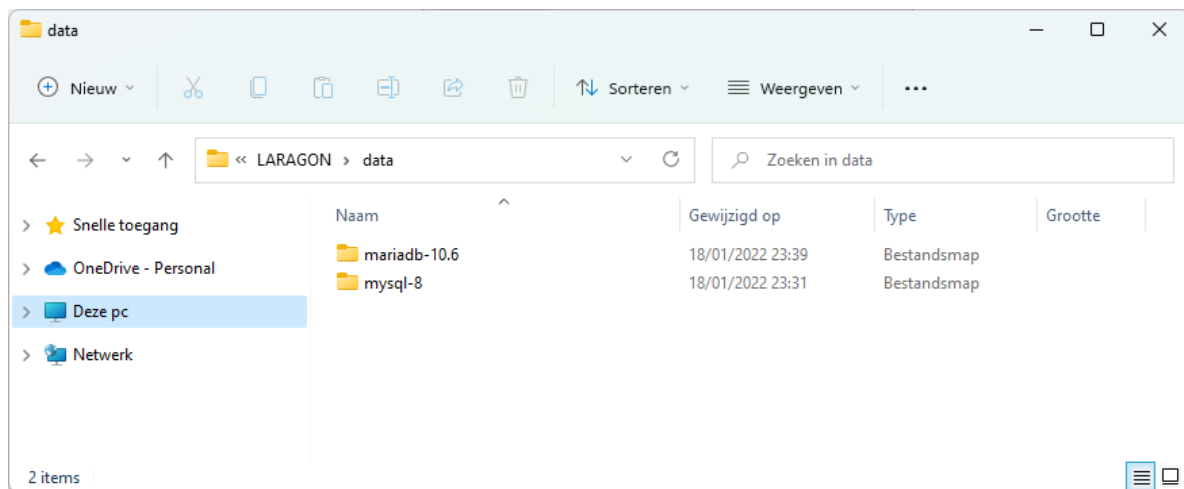 data
Nieuw Sorteren Weergeven ...
« LARAGON > data Zoeken in data
Naam Gewijzigd op Type Grootte
Snelle toegang
mariadb-10.6 18/01/2022 23:39 Bestandsmap
OneDrive - Personal
mysql-8 18/01/2022 23:31 Bestandsmap
Deze pc
Netwerk
2 items